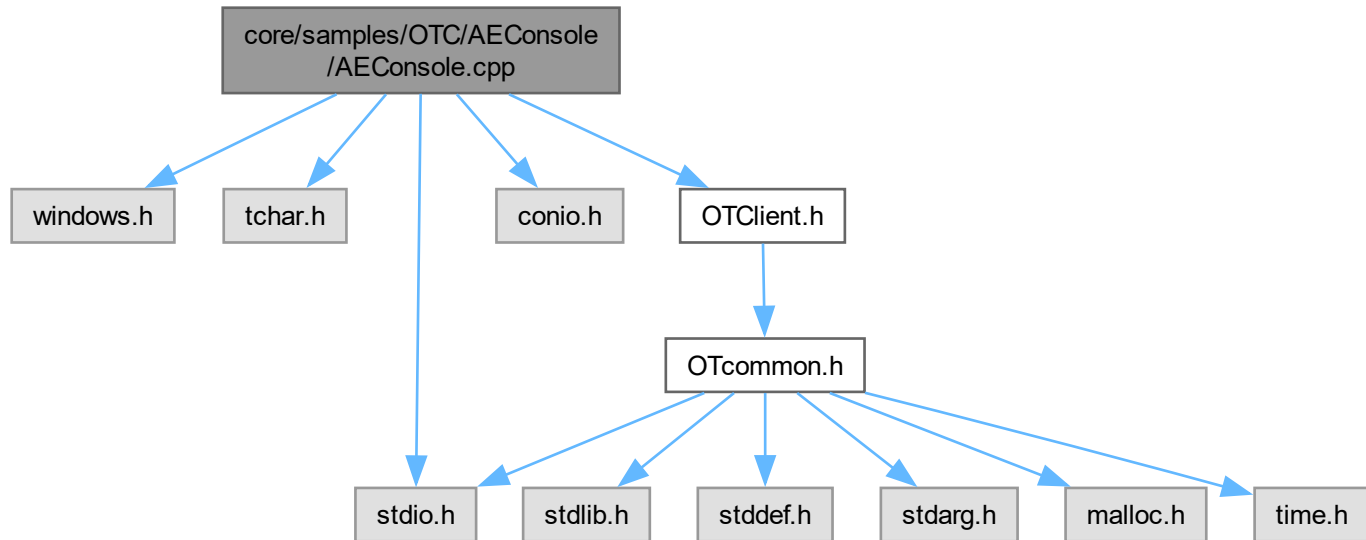 core/samples/OTC/AEConsole
/AEConsole.cpp
windows.h
tchar.h
conio.h
OTClient.h
OTcommon.h
stdio.h
stdlib.h
stddef.h
stdarg.h
malloc.h
time.h